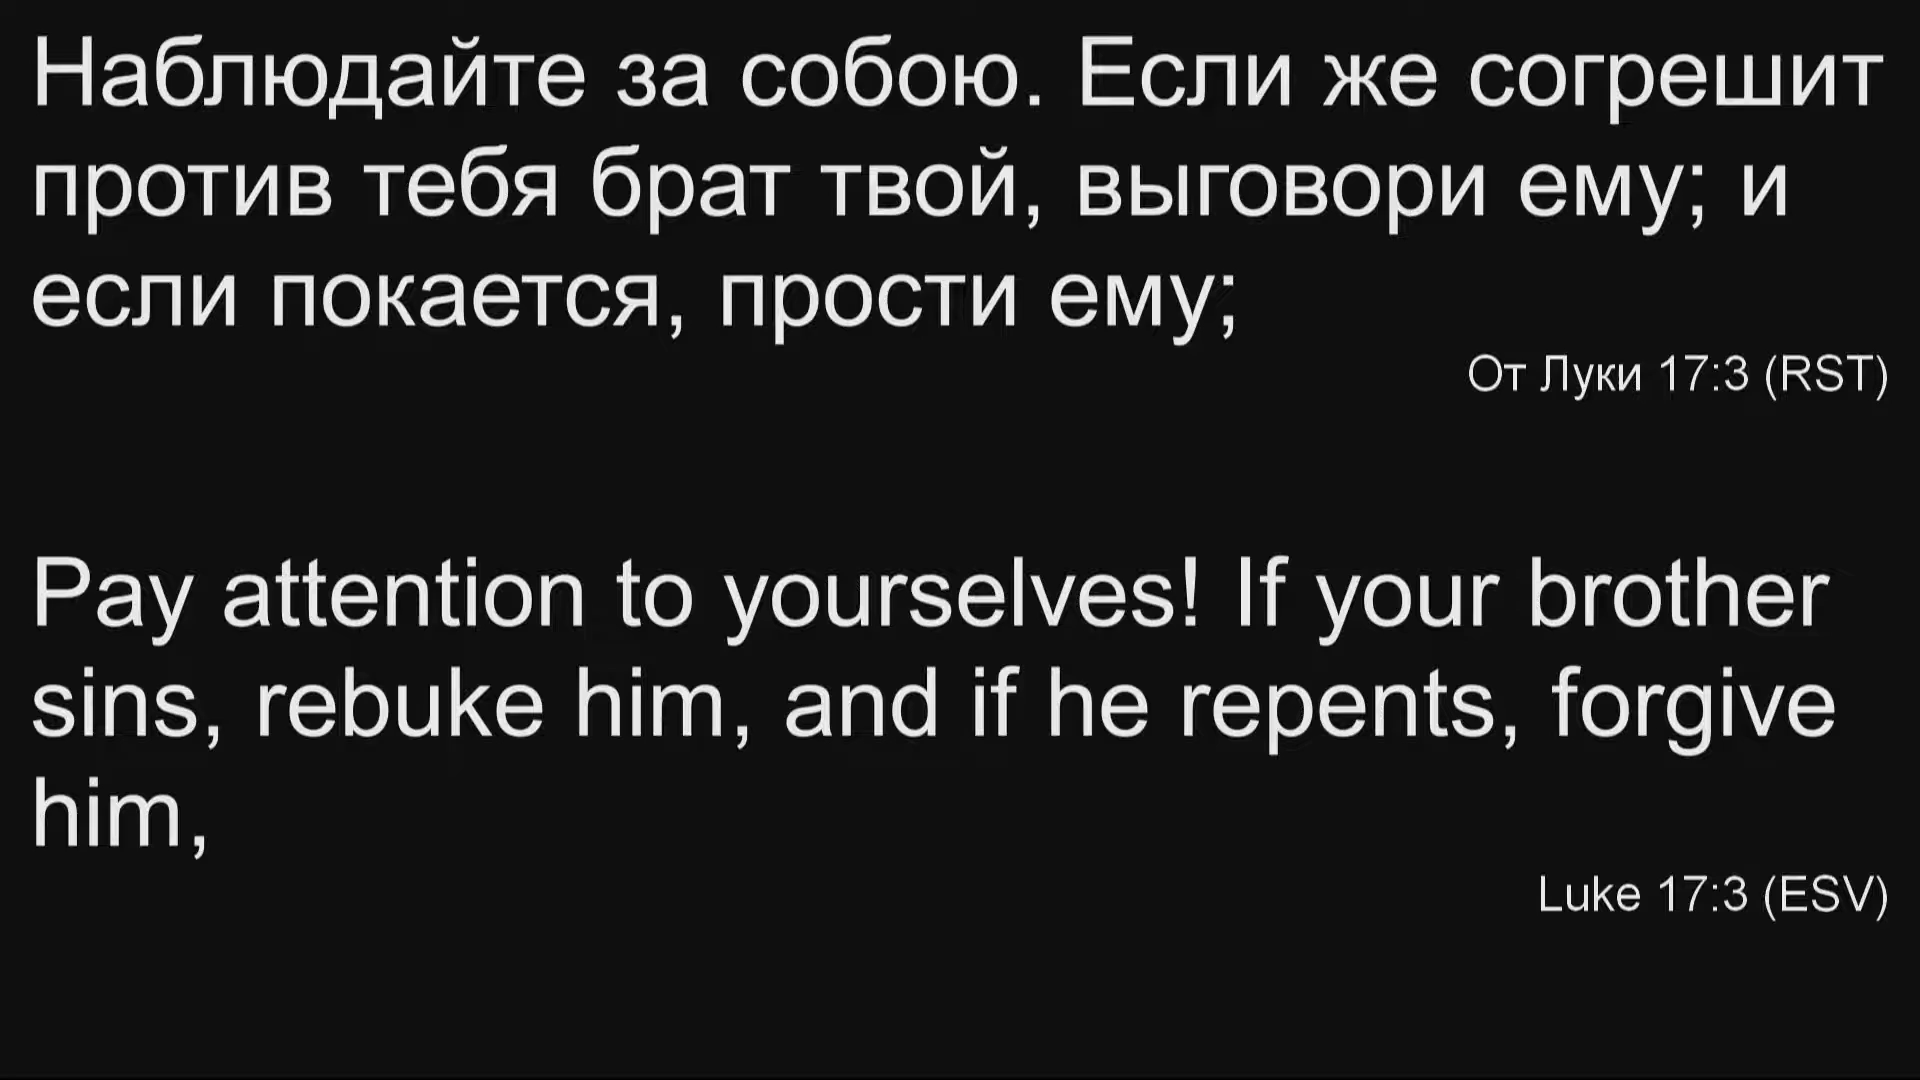 Наблюдайте за собою. Если же согрешит
против тебя брат твой, выговори ему; и
если покается, прости ему;
От Луки 17:3 (RST)
Pay attention to yourselves! If your brother
sins, rebuke him, and if he repents, forgive
him,
Luke 17:3 (ESV)